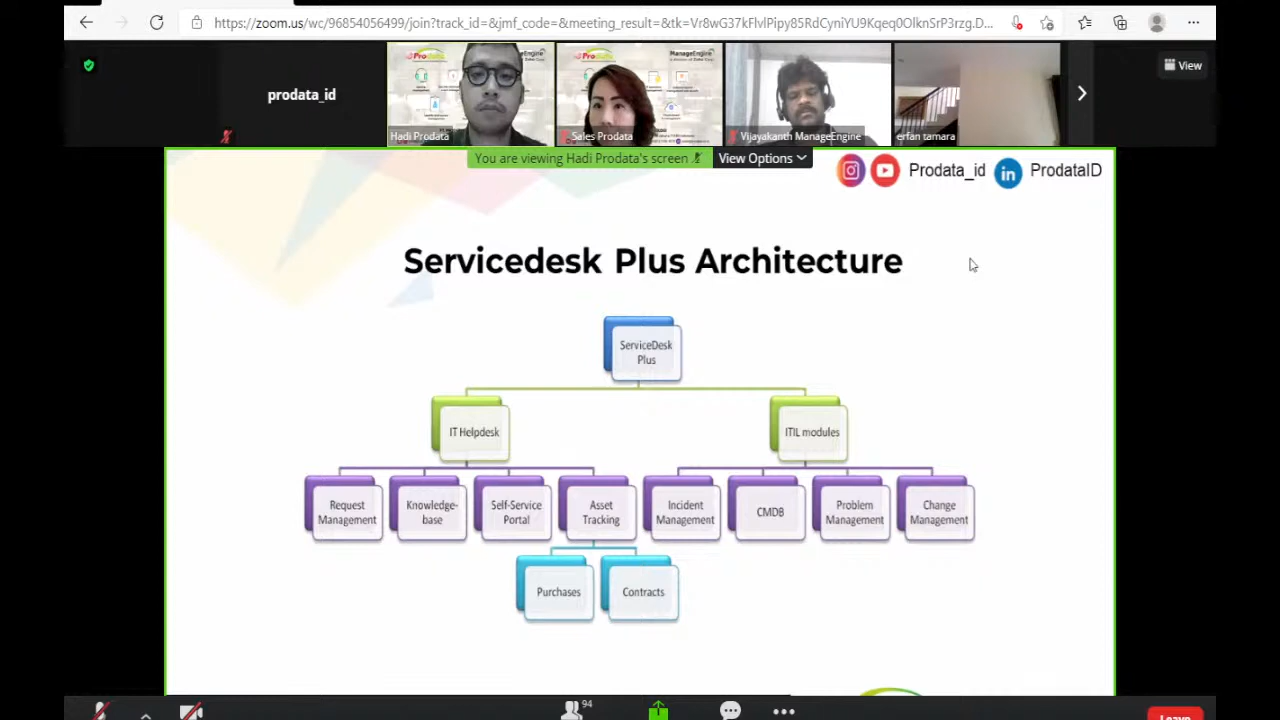 https://zoom.us/wc/96854056499/join?track_id=&jmf_code=&meeting_result=&tk=Vr8wG37kFlvlPipy85RdCyniYU9Kqeq0OlknSrP3rzg.D...
prodata_id
Hadi Prodata
Sales Prodata
Vijayakanth ManageEngine
erfan tamara
View
You are viewing Hadi Prodata's screen
View Options
Prodata_id
ProdataID
Servicedesk Plus Architecture
ServiceDesk
Plus
IT Helpdesk
ITIL modules
Request
Management
Knowledge-
base
Self-Service
Portal
Asset
Tracking
Incident
Management
CMDB
Problem
Management
Change
Management
Purchases
Contracts
94
Leave